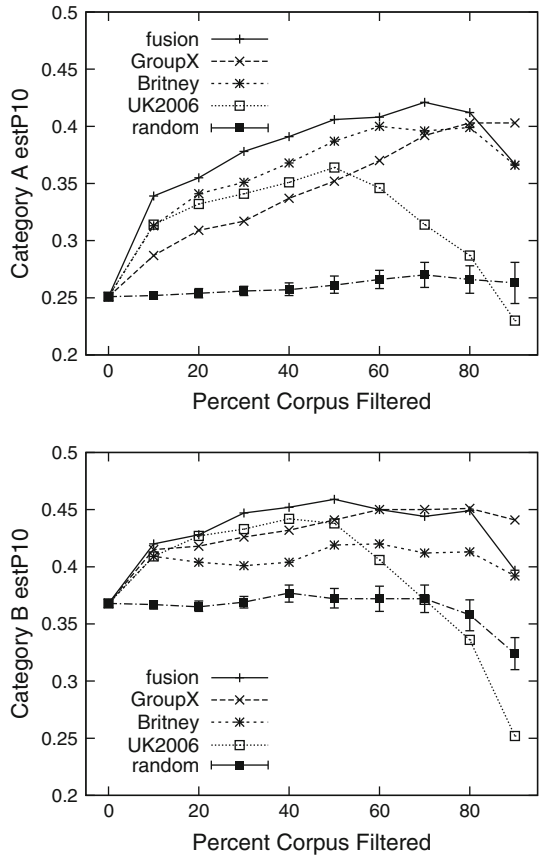 0.5
fusion
GroupX
0.45
Britney
UK2006
random
0.4
0.35
0.3
0.25
0.2
Category A estP10
0 20 40 60 80
Percent Corpus Filtered
0.5
0.45
0.4
0.35
0.3
0.25
0.2
Category B estP10
fusion
GroupX
Britney
UK2006
random
0 20 40 60 80
Percent Corpus Filtered